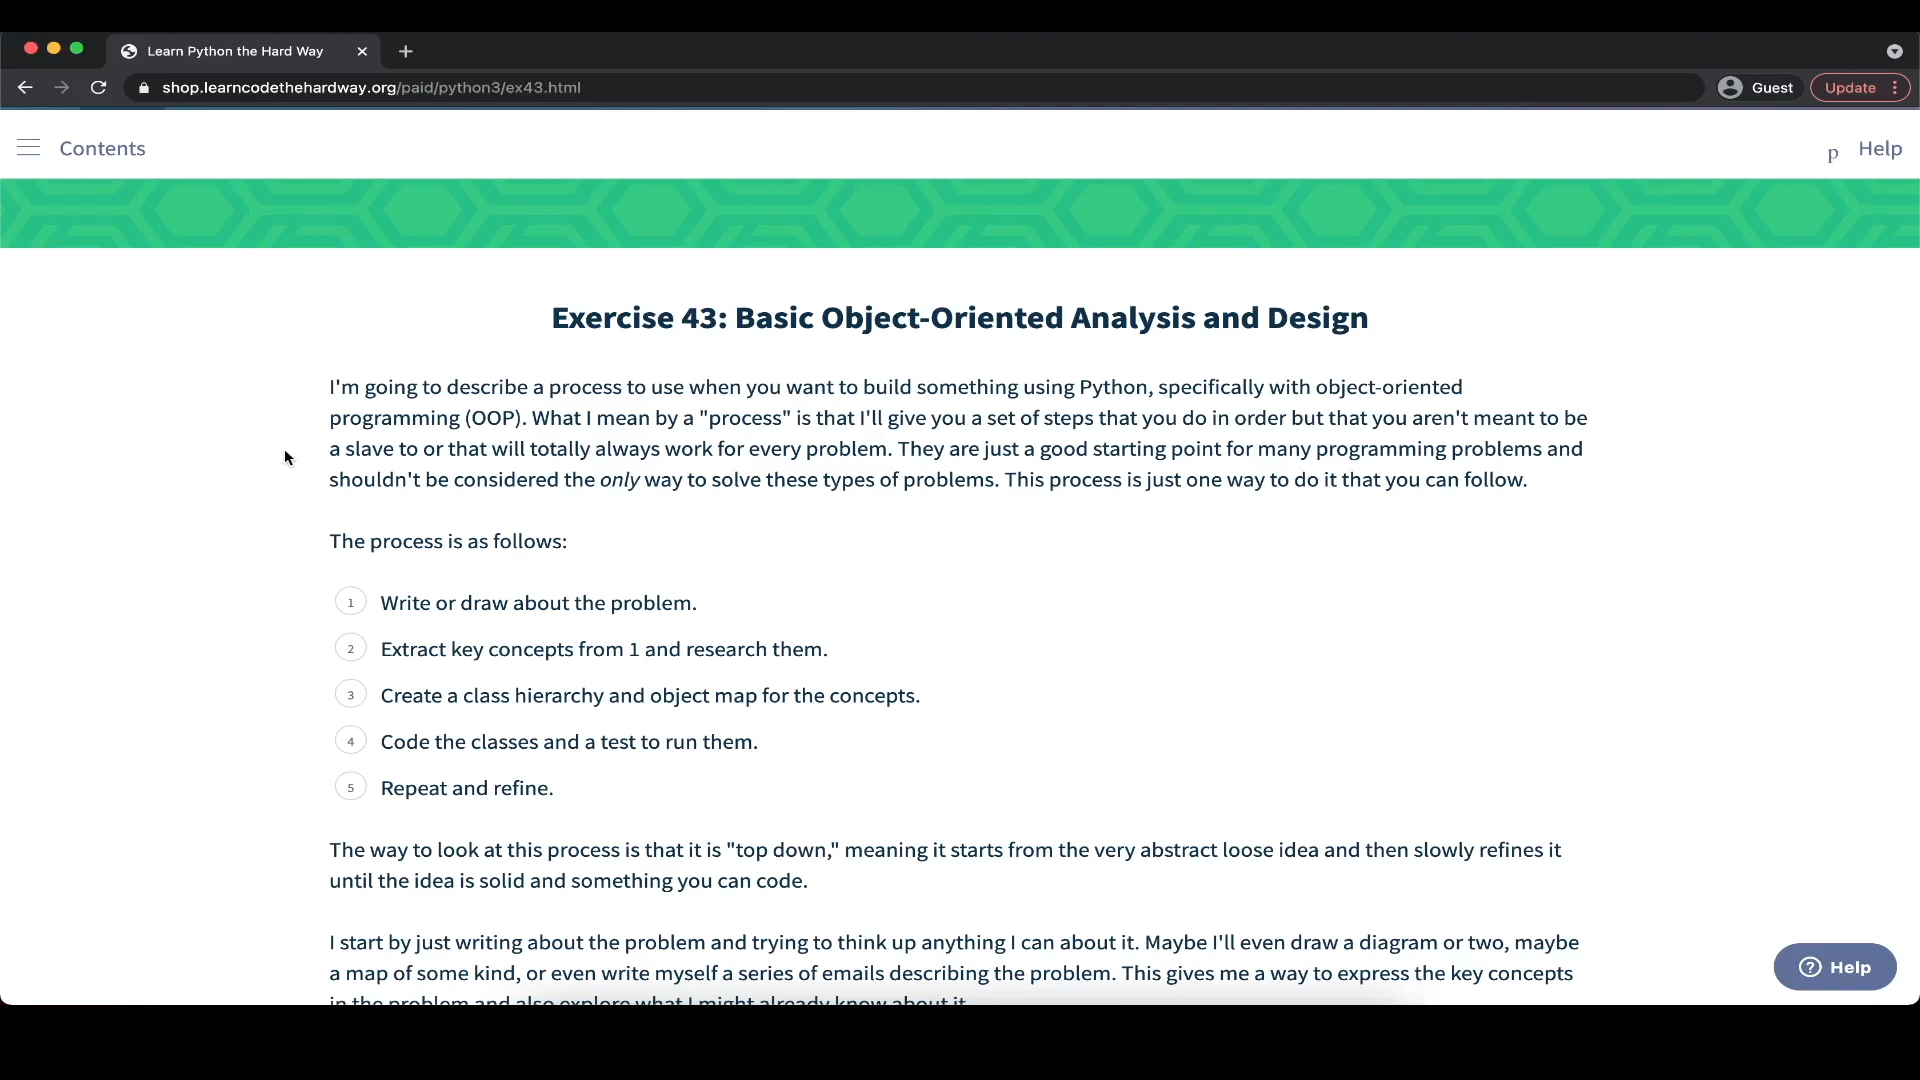 Learn Python the Hard Way
shop.learncodethehardway.org/paid/python3/ex43.html
Guest
Update
Contents
p Help
Exercise 43: Basic Object-Oriented Analysis and Design
I'm going to describe a process to use when you want to build something using Python, specifically with object-oriented
programming (OOP). What I mean by a "process" is that I'll give you a set of steps that you do in order but that you aren't meant to be
a slave to or that will totally always work for every problem. They are just a good starting point for many programming problems and
shouldn't be considered the only way to solve these types of problems. This process is just one way to do it that you can follow.
The process is as follows:
1 Write or draw about the problem.
2 Extract key concepts from 1 and research them.
3 Create a class hierarchy and object map for the concepts.
4 Code the classes and a test to run them.
5 Repeat and refine.
The way to look at this process is that it is "top down," meaning it starts from the very abstract loose idea and then slowly refines it
until the idea is solid and something you can code.
I start by just writing about the problem and trying to think up anything I can about it. Maybe I'll even draw a diagram or two, maybe
a map of some kind, or even write myself a series of emails describing the problem. This gives me a way to express the key concepts
in the problem and also explore what I might already know about it.
? Help